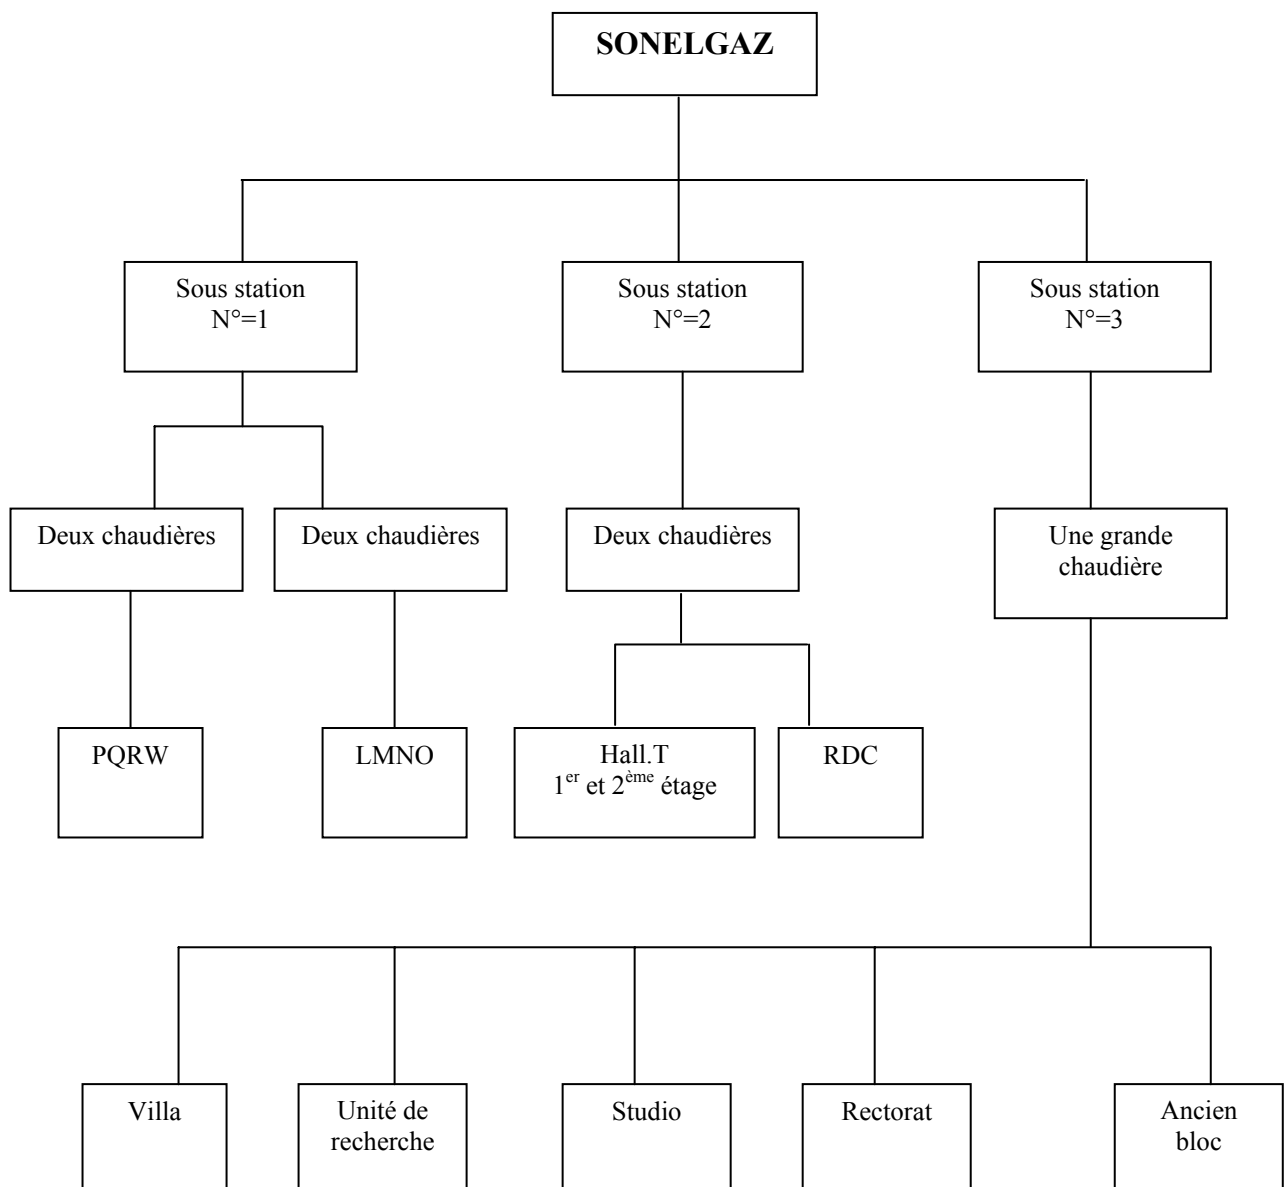 SONELGAZ
Sous station
N°=1
Sous station
N°=2
Sous station
N°=3
Deux chaudières
Deux chaudières
Deux chaudières
Une grande
chaudière
PQRW
LMNO
Hall.T
1er et 2ème étage
RDC
Villa
Unité de
recherche
Studio
Rectorat
Ancien
bloc